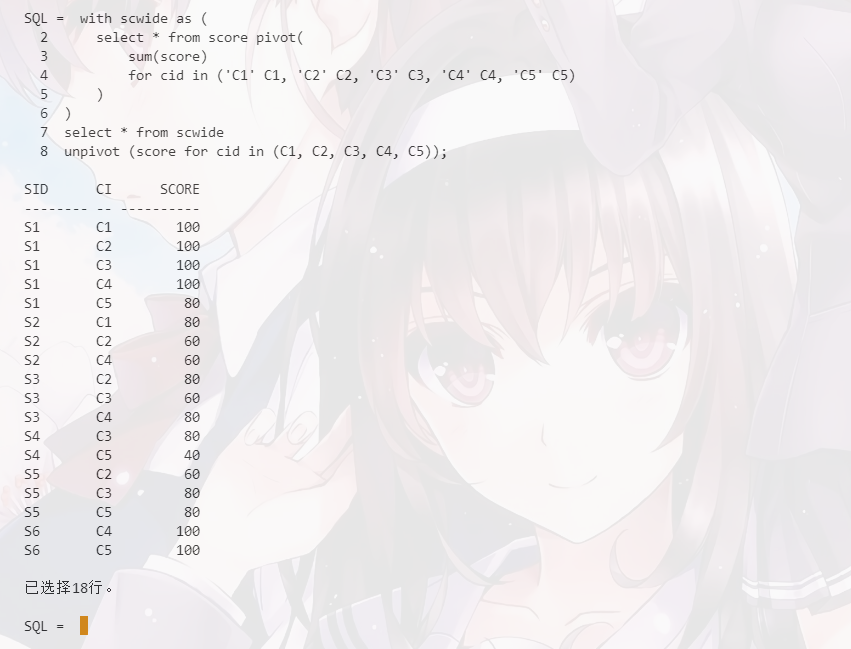 SQL =  with scwide as (
  2      select * from score pivot(
  3          sum(score)
  4          for cid in ('C1' C1, 'C2' C2, 'C3' C3, 'C4' C4, 'C5' C5)
  5      )
  6  )
  7  select * from scwide
  8  unpivot (score for cid in (C1, C2, C3, C4, C5));
SID      CI      SCORE
-------- -- ----------
S1       C1        100
S1       C2        100
S1       C3        100
S1       C4        100
S1       C5         80
S2       C1         80
S2       C2         60
S2       C4         60
S3       C2         80
S3       C3         60
S3       C4         80
S4       C3         80
S4       C5         40
S5       C2         60
S5       C3         80
S5       C5         80
S6       C4        100
S6       C5        100
已选择18行。
SQL =